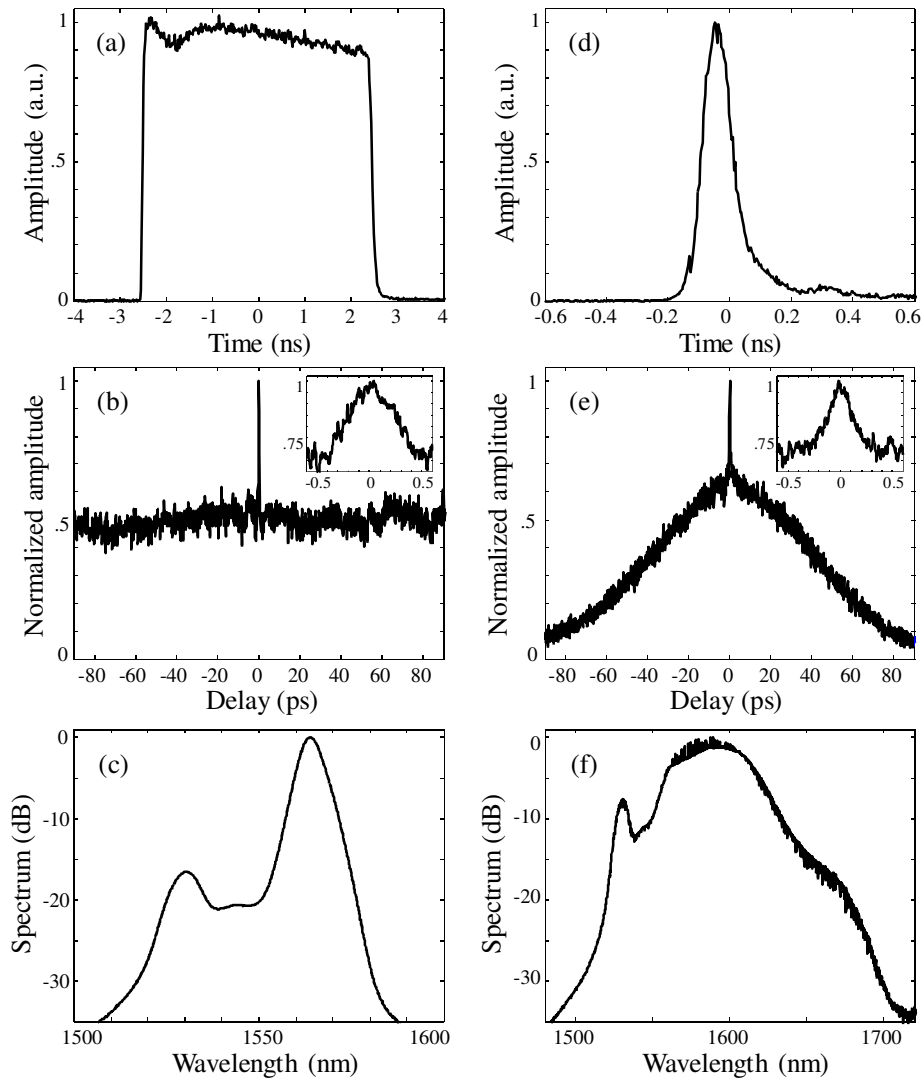 (a)
1
.5
0
Amplitude (a.u.)
-4 -3 -2 -1 0 1 2 3 4
Time (ns)
(d)
1
.5
0
Amplitude (a.u.)
-0.6 -0.4 -0.2 0 0.2 0.4 0.6
Time (ns)
(b)
1
.5
0
Normalized amplitude
1
.75
-0.5 0 0.5
-80 -60 -40 -20 0 20 40 60 80
Delay (ps)
(e)
1
.5
0
Normalized amplitude
1
.75
-0.5 0 0.5
-80 -60 -40 -20 0 20 40 60 80
Delay (ps)
(c)
0
-10
-20
-30
Spectrum (dB)
1500 1550 1600
Wavelength (nm)
(f)
0
-10
-20
-30
Spectrum (dB)
1500 1600 1700
Wavelength (nm)